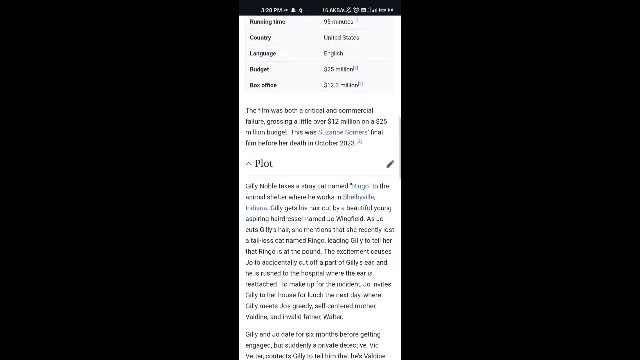 3:28 PM
16.6KB/s
Running time 95 minutes
Country United States
Language English
Budget $25 million
Box office $12.3 million
The film was both a critical and commercial
failure, grossing a little over $12 million on a $25
million budget. This was Suzanne Somers' final
film before her death in October 2023.
Plot
Gilly Noble takes a stray cat named "Ringo" to the
animal shelter where he works in Shelbyville,
Indiana. Gilly gets his hair cut by a beautiful young
aspiring hairdresser named Jo Wingfield. As Jo
cuts Gilly's hair, she mentions that she recently lost
a tail-less cat named Ringo, leading Gilly to tell her
that Ringo is at the pound. The excitement causes
Jo to accidentally cut off a part of Gilly's ear, and
he is rushed to the hospital where the ear is
reattached. To make up for the incident, Jo invites
Gilly to her house for lunch the next day, where
Gilly meets Jo's greedy, self-centered mother,
Valdine, and invalid father, Walter.
Gilly and Jo date for six months before getting
engaged, but suddenly a private detective, Vic
Vetter, contacts Gilly to tell him that he's Valdine